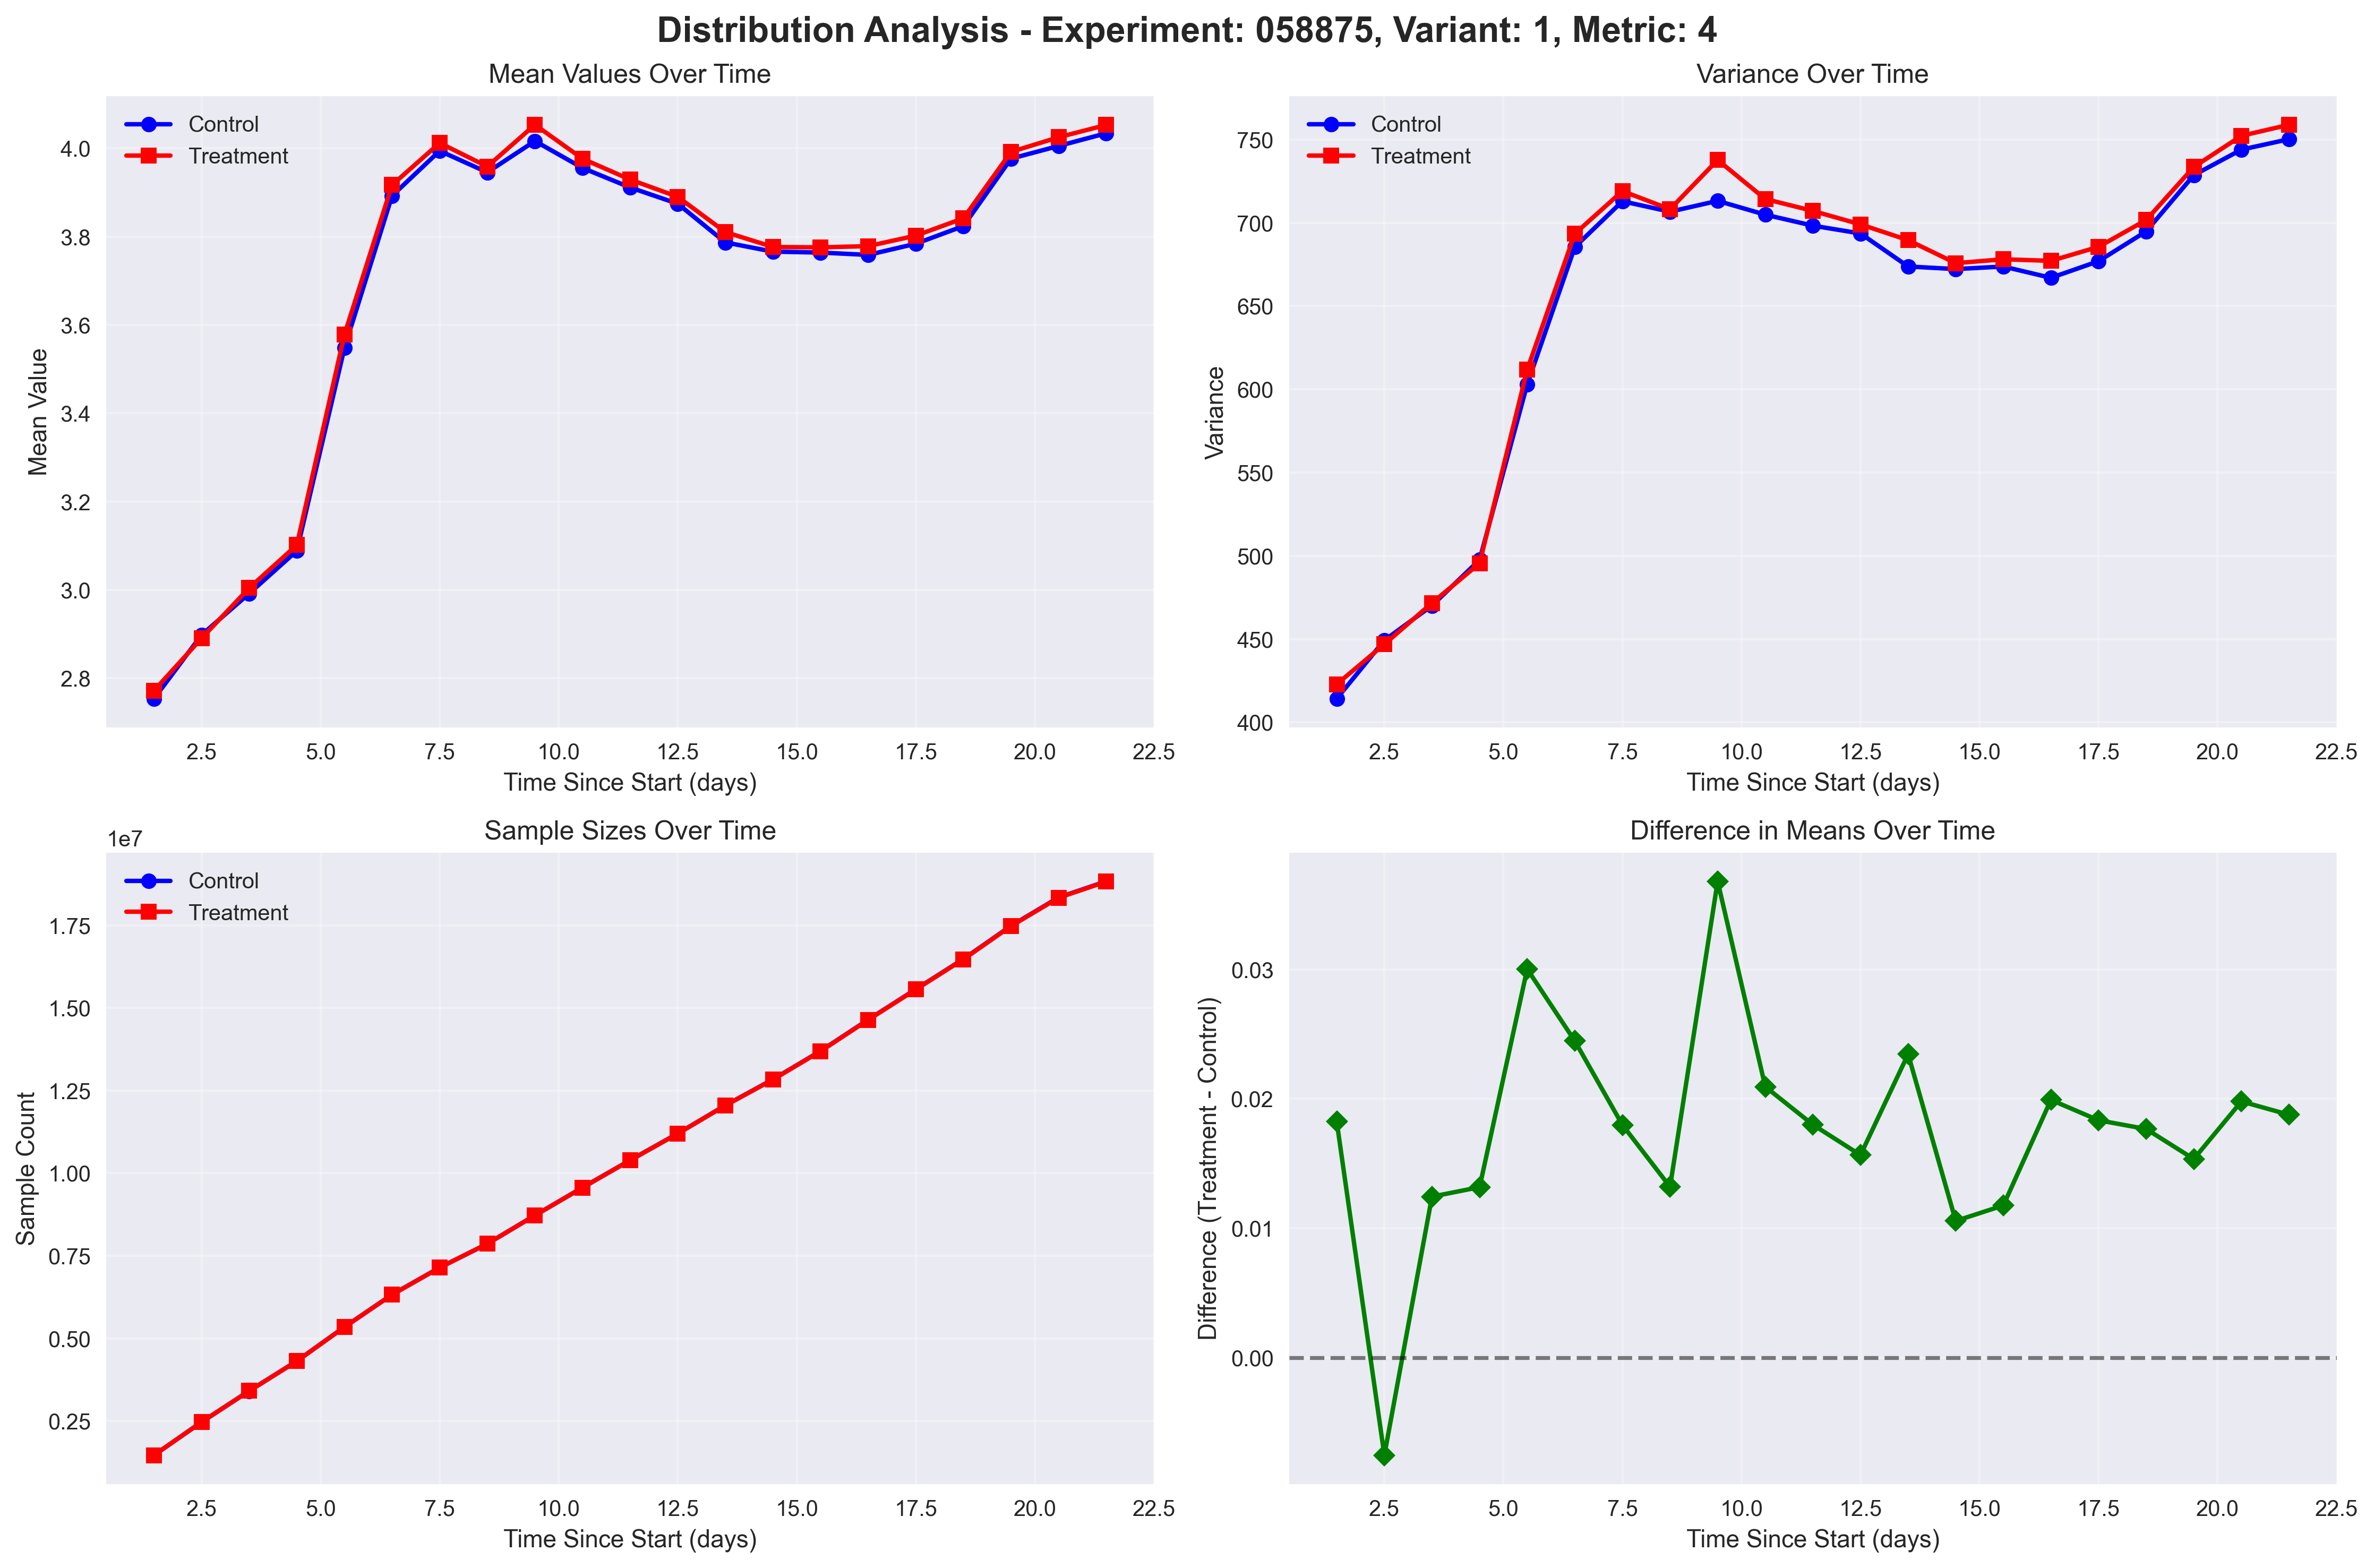 Distribution Analysis - Experiment: 058875, Variant: 1, Metric: 4
Mean Values Over Time
Control
Treatment
Mean Value
4.0
3.8
3.6
3.4
3.2
3.0
2.8
2.5 5.0 7.5 10.0 12.5 15.0 17.5 20.0 22.5
Time Since Start (days)
Variance Over Time
Control
Treatment
Variance
750
700
650
600
550
500
450
400
2.5 5.0 7.5 10.0 12.5 15.0 17.5 20.0 22.5
Time Since Start (days)
Sample Sizes Over Time
1e7
Control
Treatment
Sample Count
1.75
1.50
1.25
1.00
0.75
0.50
0.25
2.5 5.0 7.5 10.0 12.5 15.0 17.5 20.0 22.5
Time Since Start (days)
Difference in Means Over Time
Difference (Treatment - Control)
0.03
0.02
0.01
0.00
2.5 5.0 7.5 10.0 12.5 15.0 17.5 20.0 22.5
Time Since Start (days)